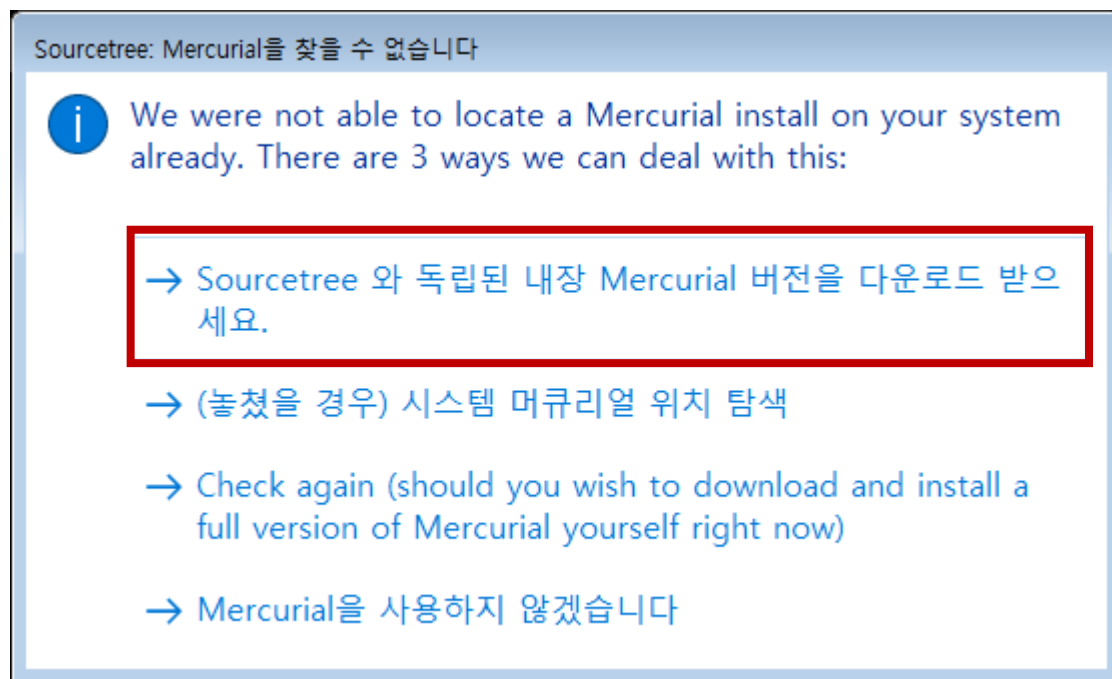 Sourcetree: Mercurial을 찾을 수 없습니다
i
We were not able to locate a Mercurial install on your system
already. There are 3 ways we can deal with this:
→ Sourcetree 와 독립된 내장 Mercurial 버전을 다운로드 받으
세요.
→ (놓쳤을 경우) 시스템 머큐리얼 위치 탐색
→ Check again (should you wish to download and install a
full version of Mercurial yourself right now)
→ Mercurial을 사용하지 않겠습니다